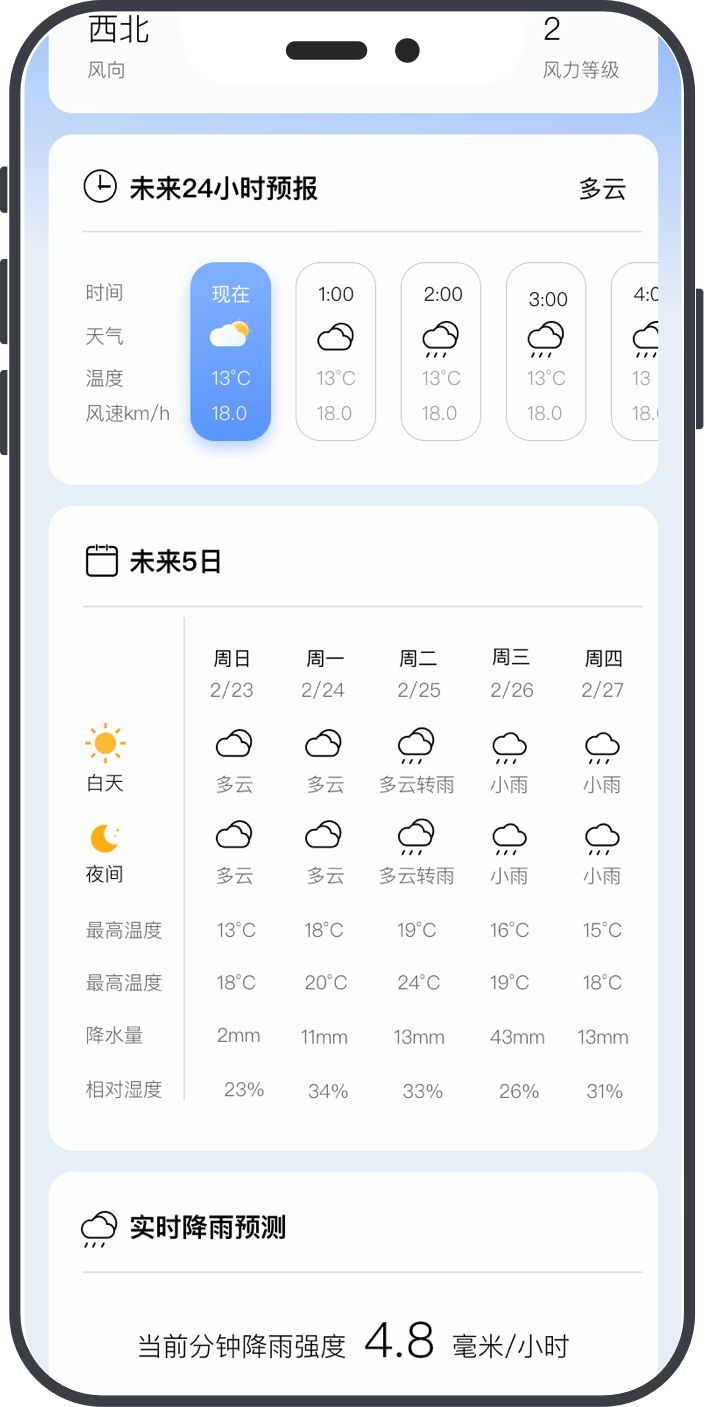 西北 2
风向 风力等级
未来24小时预报 多云
时间 现在 1:00 2:00 3:00 4:0
天气
温度 13°C 13°C 13°C 13°C 13
风速km/h 18.0 18.0 18.0 18.0 18.
未来5日
周日 周一 周二 周三 周四
2/23 2/24 2/25 2/26 2/27
白天 多云 多云 多云转雨 小雨 小雨
夜间 多云 多云 多云转雨 小雨 小雨
最高温度 13°C 18°C 19°C 16°C 15°C
最高温度 18°C 20°C 24°C 19°C 18°C
降水量 2mm 11mm 13mm 43mm 13mm
相对湿度 23% 34% 33% 26% 31%
实时降雨预测
当前分钟降雨强度 4.8 毫米/小时